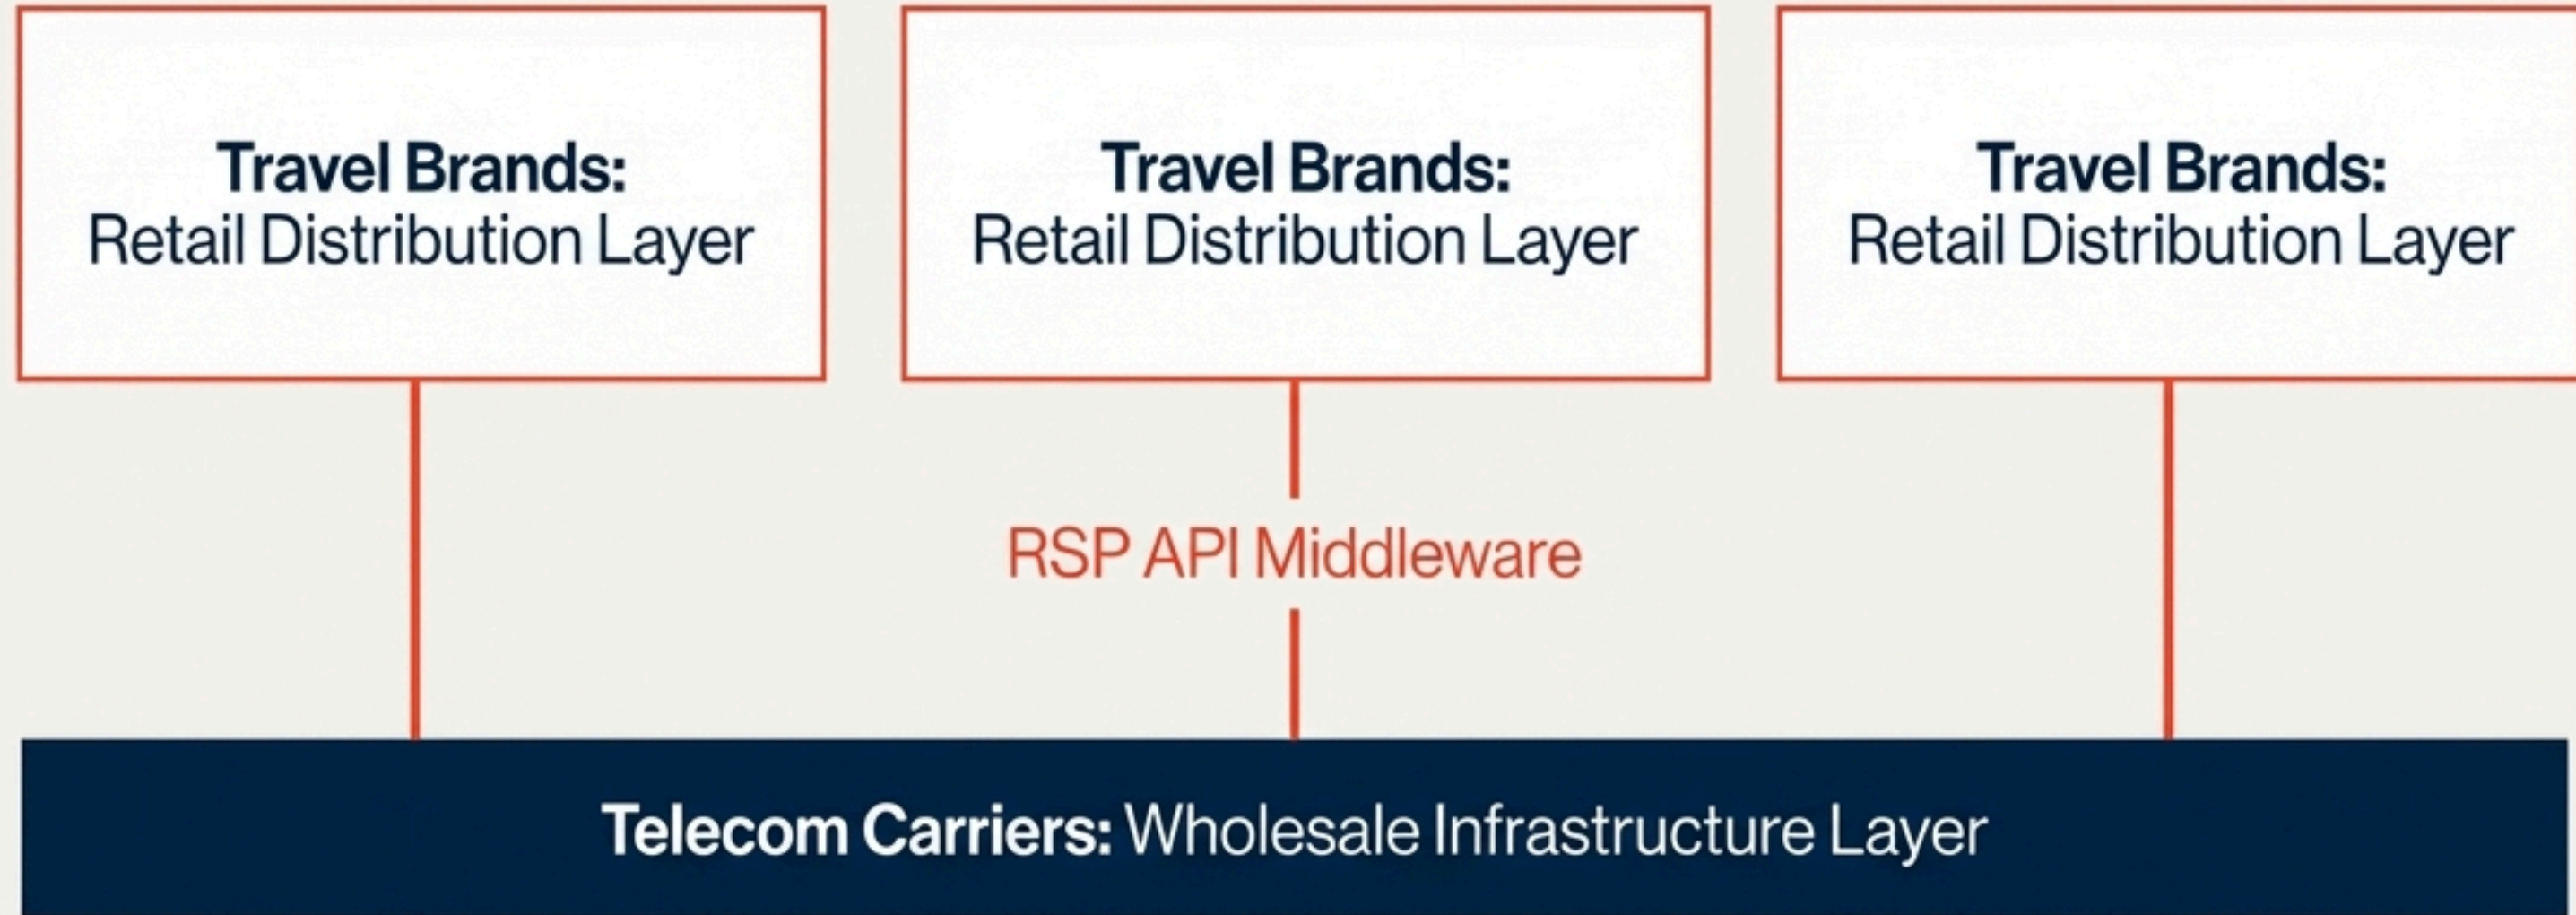 Travel Brands:
Retail Distribution Layer
Travel Brands:
Retail Distribution Layer
Travel Brands:
Retail Distribution Layer
RSP API Middleware
Telecom Carriers: Wholesale Infrastructure Layer